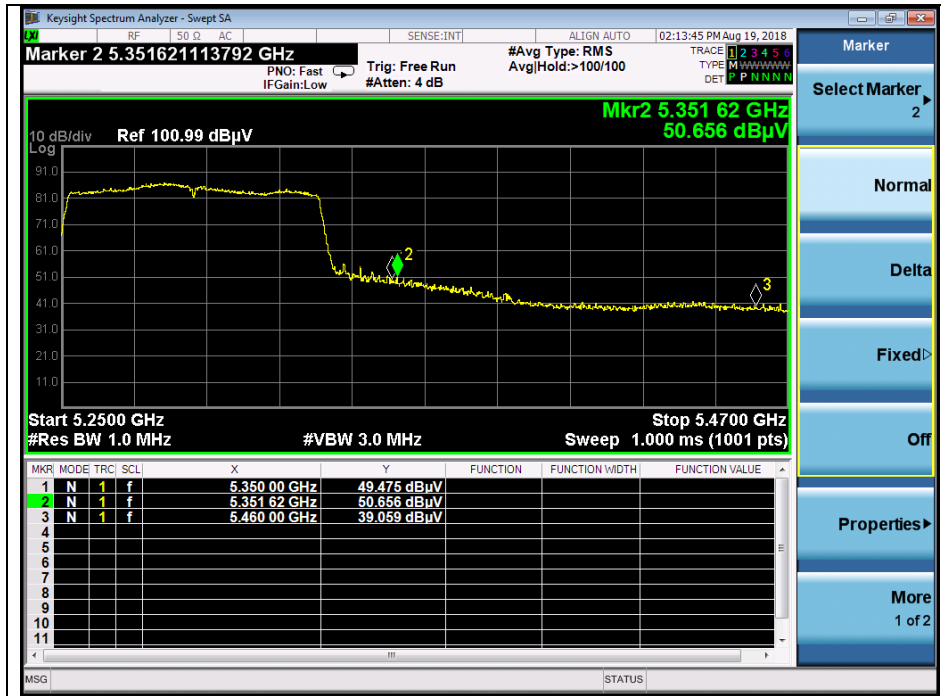 Keysight Spectrum Analyzer - Swept SA
LXI RF 50 Ω AC SENSE:INT ALIGN AUTO 02:13:45 PM Aug 19, 2018
Marker 2 5.351621113792 GHz
PNO: Fast
IFGain:Low
Trig: Free Run
#Atten: 4 dB
#Avg Type: RMS
Avg|Hold:>100/100
TRACE 1 2 3 4 5 6
TYPE M WWWWW
DET P P N N N N
Mkr2 5.351 62 GHz
50.656 dBµV
10 dB/div Ref 100.99 dBµV
Log
91.0
81.0
71.0
61.0
51.0
41.0
31.0
21.0
11.0
2
3
Start 5.2500 GHz Stop 5.4700 GHz
#Res BW 1.0 MHz #VBW 3.0 MHz Sweep 1.000 ms (1001 pts)
MKR MODE TRC SCL X Y FUNCTION FUNCTION WIDTH FUNCTION VALUE
1 N 1 f 5.350 00 GHz 49.475 dBµV
2 N 1 f 5.351 62 GHz 50.656 dBµV
3 N 1 f 5.460 00 GHz 39.059 dBµV
4
5
6
7
8
9
10
11
MSG STATUS
Marker
Select Marker
2
Normal
Delta
Fixed
Off
Properties
More
1 of 2